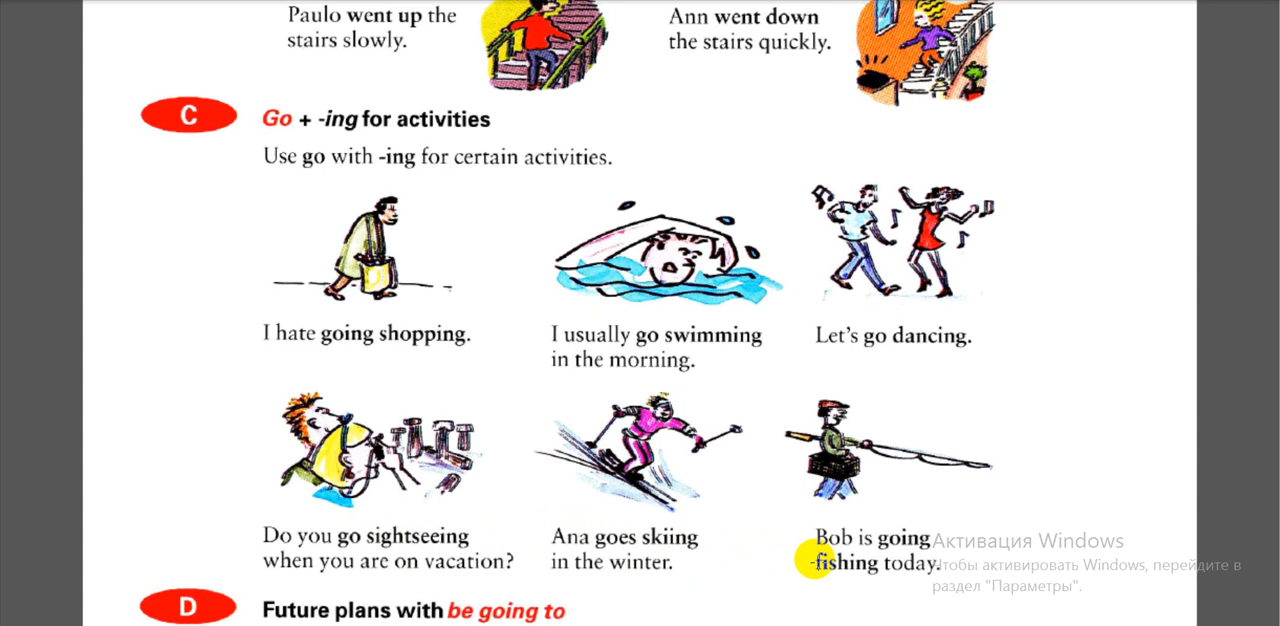 Paulo went up the
stairs slowly.
Ann went down
the stairs quickly.
C
Go + -ing for activities
Use go with -ing for certain activities.
I hate going shopping.
I usually go swimming
in the morning.
Let's go dancing.
Do you go sightseeing
when you are on vacation?
Ana goes skiing
in the winter.
Bob is going
fishing today.
Активация Windows
Чтобы активировать Windows, перейдите в
раздел "Параметры".
D
Future plans with be going to